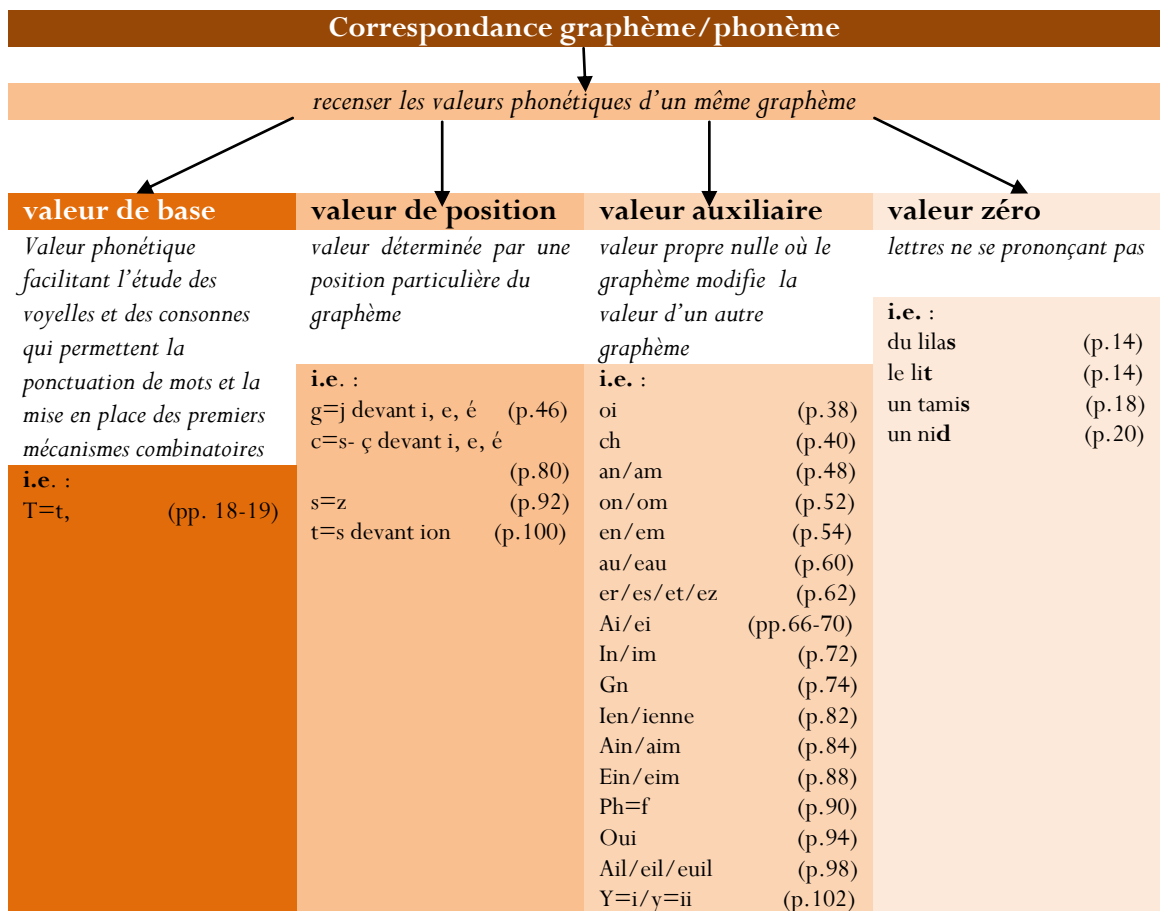 Correspondance graphème/phonème
recenser les valeurs phonétiques d'un même graphème
valeur de base
Valeur phonétique
facilitant l'étude des
voyelles et des consonnes
qui permettent la
ponctuation de mots et la
mise en place des premiers
mécanismes combinatoires
i.e. :
T=t, (pp. 18-19)
valeur de position
valeur déterminée par une
position particulière du
graphème
i.e. :
g=j devant i, e, é (p.46)
c=s- ç devant i, e, é
(p.80)
s=z (p.92)
t=s devant ion (p.100)
valeur auxiliaire
valeur propre nulle où le
graphème modifie la
valeur d'un autre
graphème
i.e. :
oi (p.38)
ch (p.40)
an/am (p.48)
on/om (p.52)
en/em (p.54)
au/eau (p.60)
er/es/et/ez (p.62)
Ai/ei (pp.66-70)
In/im (p.72)
Gn (p.74)
Ien/ienne (p.82)
Ain/aim (p.84)
Ein/eim (p.88)
Ph=f (p.90)
Oui (p.94)
Ail/eil/euil (p.98)
Y=i/y=ii (p.102)
valeur zéro
lettres ne se prononçant pas
i.e. :
du lilas (p.14)
le lit (p.14)
un tamis (p.18)
un nid (p.20)